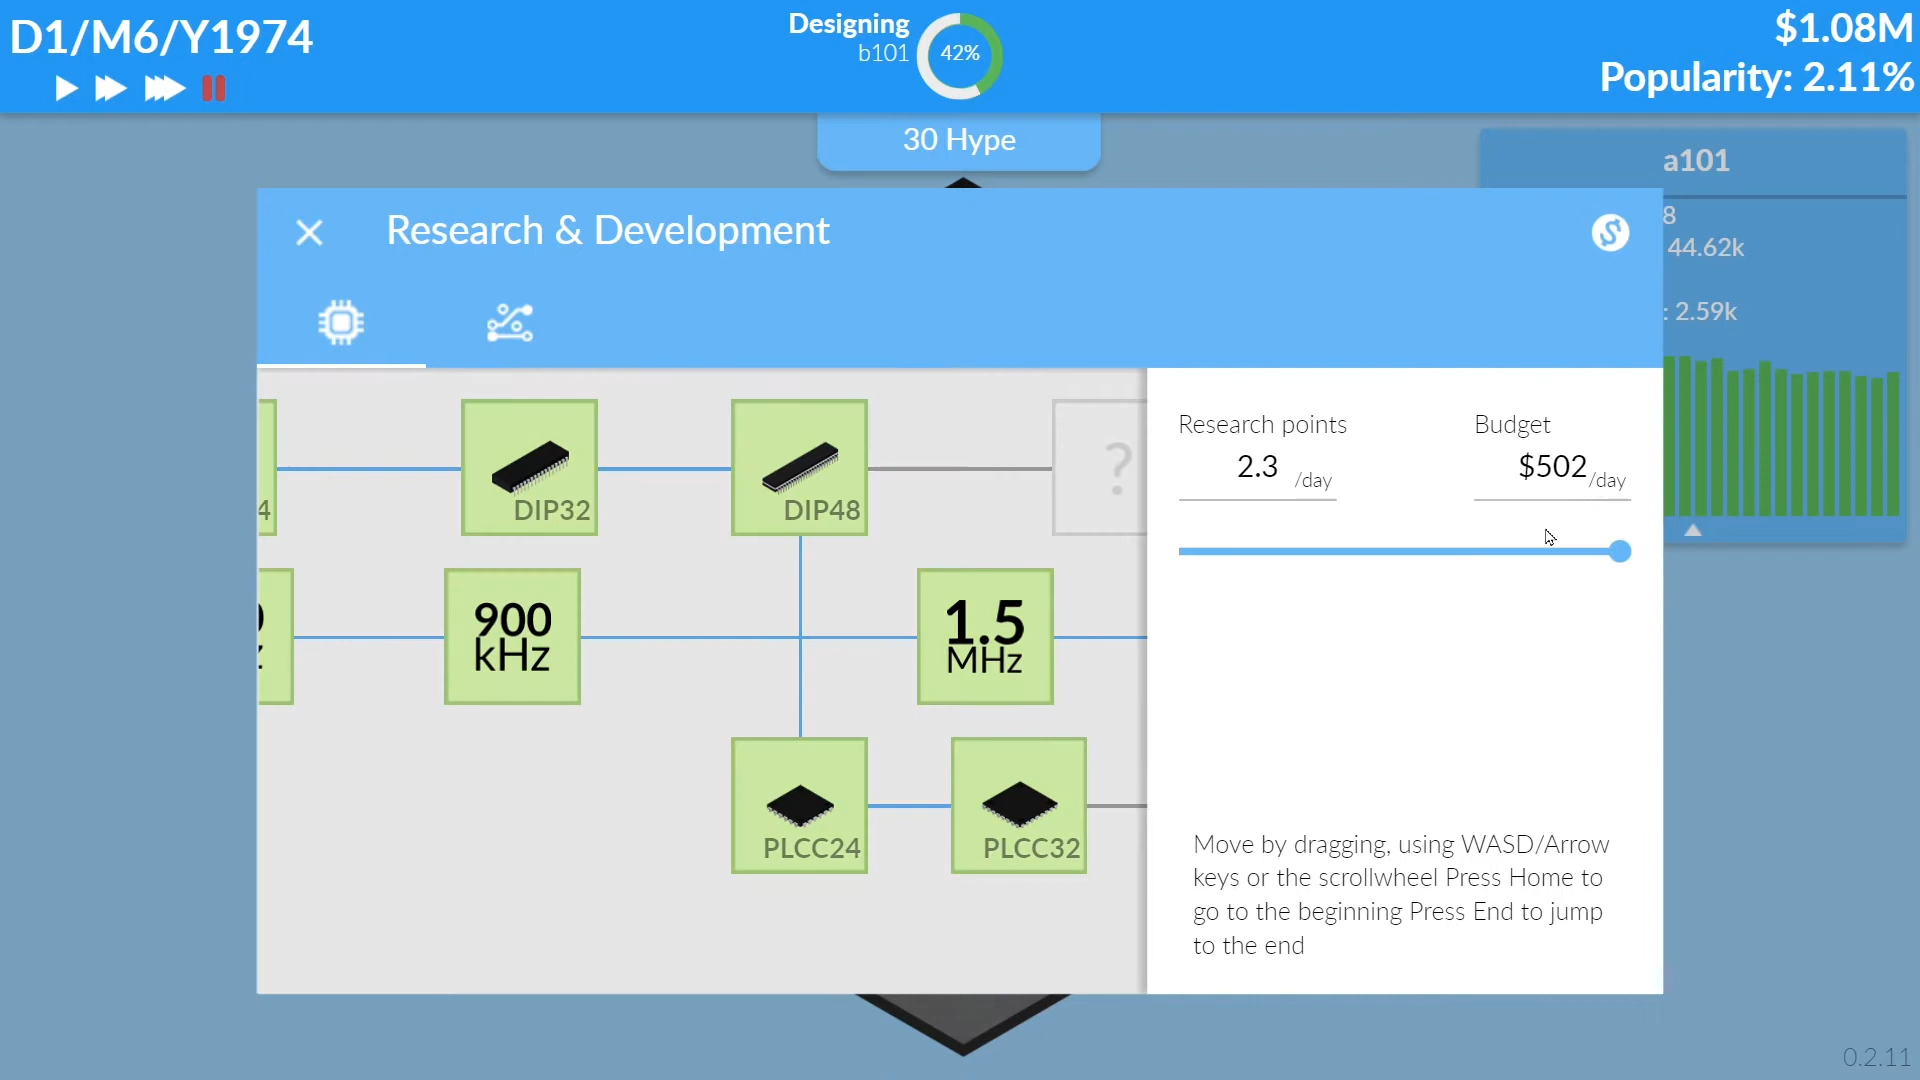 D1/M6/Y1974
Designing
b101
42%
$1.08M
Popularity: 2.11%
30 Hype
a101
8
44.62k
: 2.59k
Research & Development
4
DIP32
DIP48
?
900
kHz
1.5
MHz
PLCC24
PLCC32
Research points
2.3 /day
Budget
$502 /day
Move by dragging, using WASD/Arrow
keys or the scrollwheel Press Home to
go to the beginning Press End to jump
to the end
0.2.11